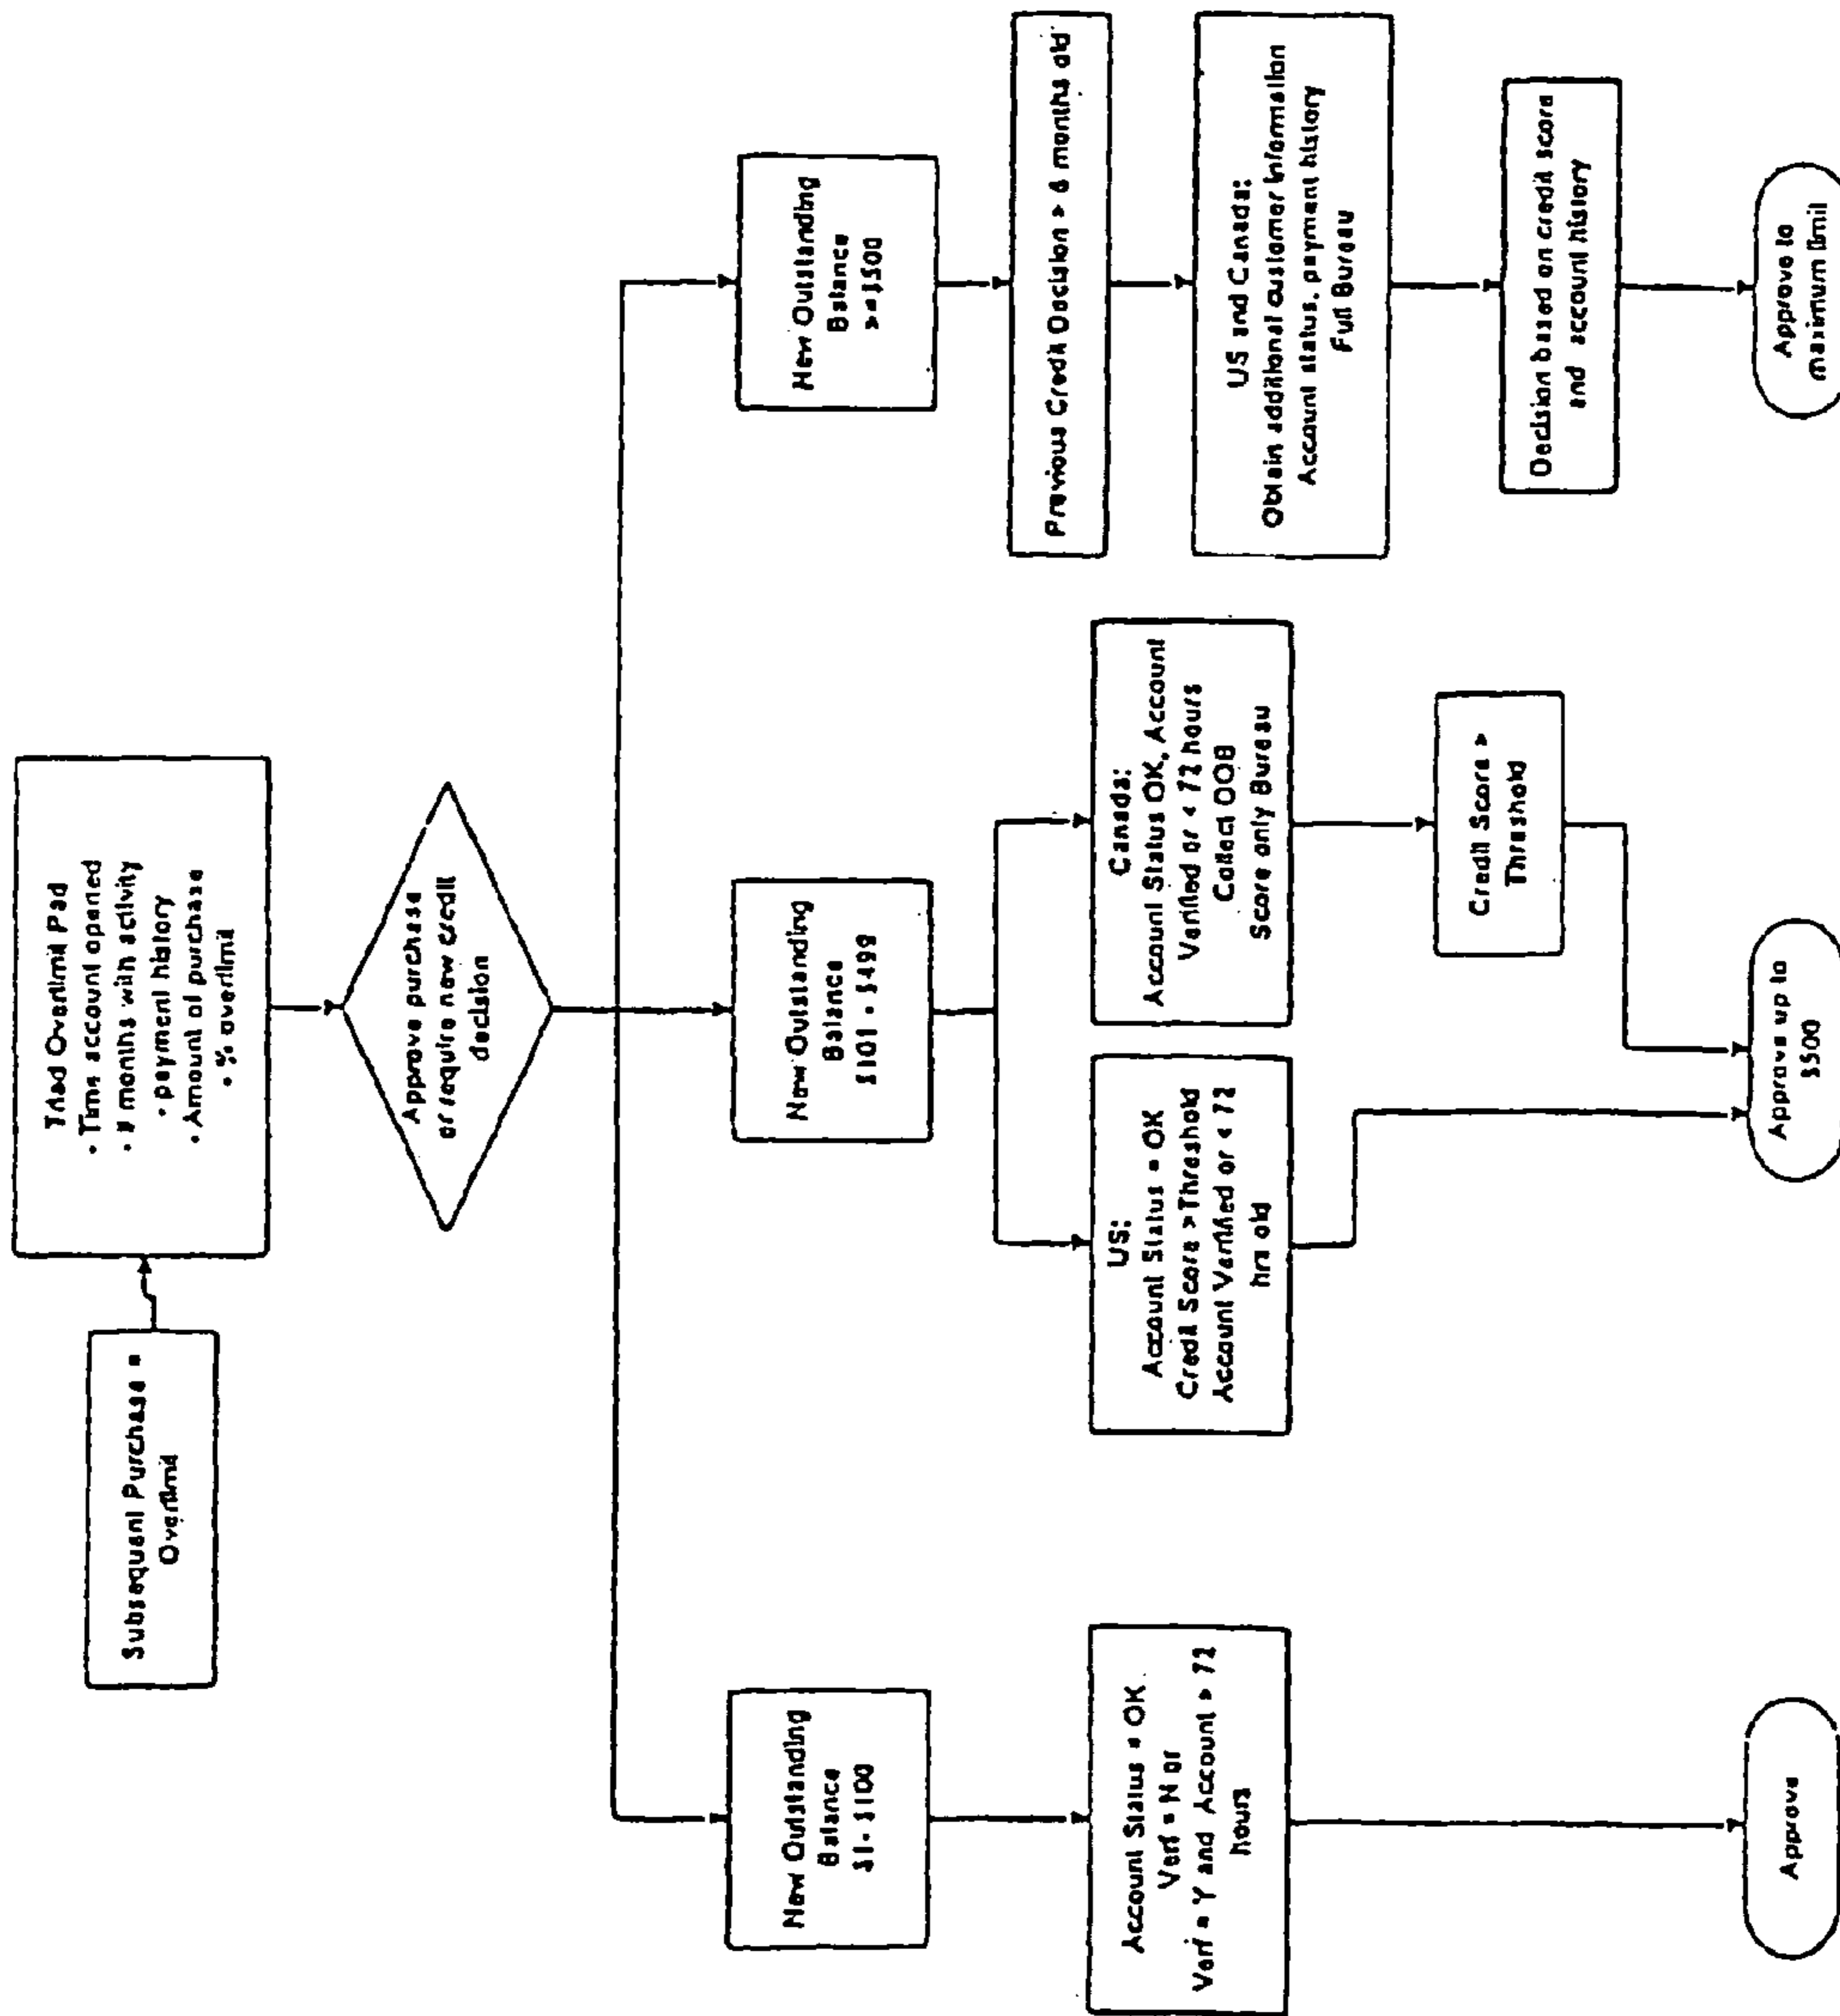 Subsequent Purchase =
Overlimit
Triad Overlimit Pad
• Time account opened
• # months with activity
• payment history
• Amount of purchase
• % overlimit
Approve purchase
or require new credit
decision
New Outstanding
Balance
$1 - $100
Account Status = OK
Veri = N or
Veri = Y and Account > 72
hours
Approve
New Outstanding
Balance
$101 - $499
US:
Account Status = OK
Credit Score > Threshold
Account Verified or < 72
hrs old
Canada:
Account Status OK, Account
Verified or < 72 hours
Collect DOB
Score only Bureau
Credit Score >
Threshold
Approve up to
$500
New Outstanding
Balance
>= $500
Previous Credit Decision > 6 months old
US and Canada:
Obtain additional customer information
Account status, payment history
Full Bureau
Decision based on credit score
and account history
Approve to
maximum limit